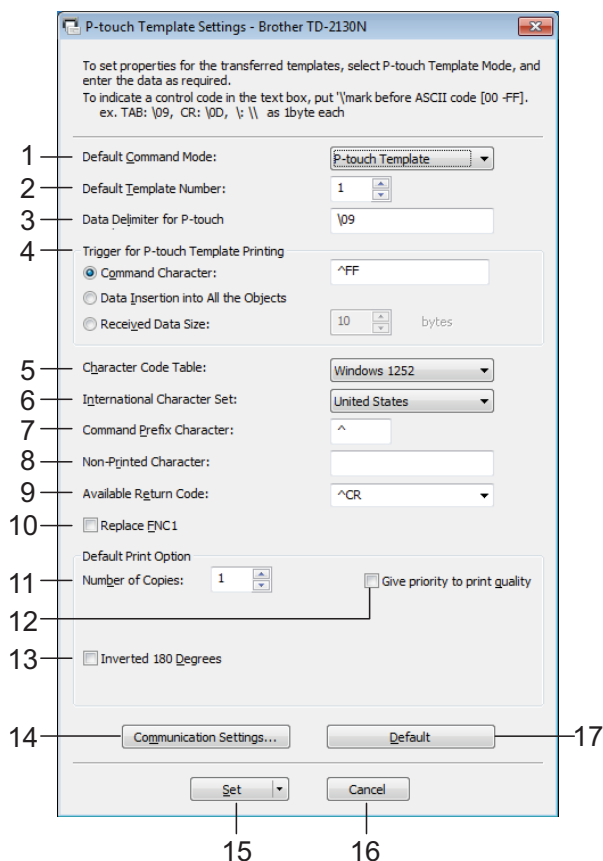 P-touch Template Settings - Brother TD-2130N
To set properties for the transferred templates, select P-touch Template Mode, and
enter the data as required.
To indicate a control code in the text box, put '\'mark before ASCII code [00 -FF].
ex. TAB: \09, CR: \0D, \: \\ as 1byte each
1 Default Command Mode: P-touch Template
2 Default Template Number: 1
3 Data Delimiter for P-touch \09
4 Trigger for P-touch Template Printing
Command Character: ^FF
Data Insertion into All the Objects
Received Data Size: 10 bytes
5 Character Code Table: Windows 1252
6 International Character Set: United States
7 Command Prefix Character: ^
8 Non-Printed Character:
9 Available Return Code: ^CR
10 Replace FNC1
Default Print Option
11 Number of Copies: 1 Give priority to print quality
12
13 Inverted 180 Degrees
14 Communication Settings... Default 17
Set Cancel
15 16